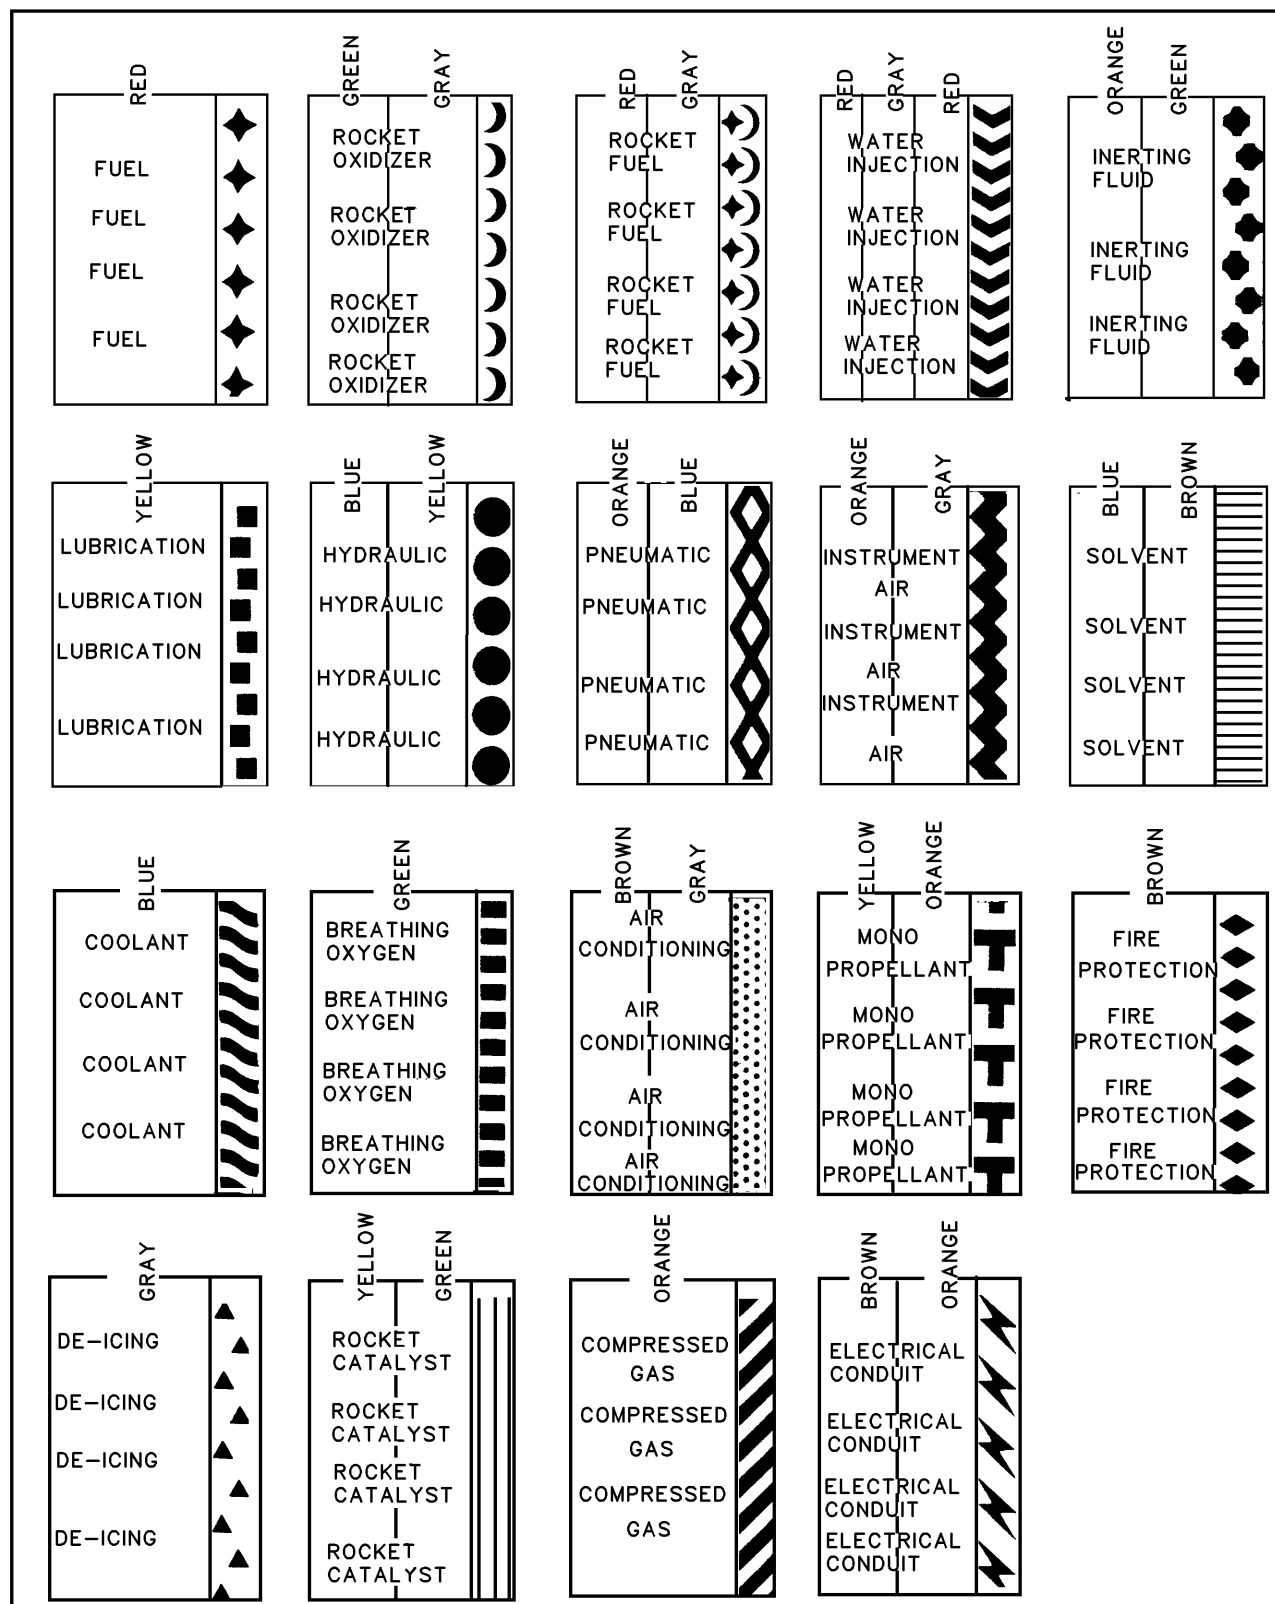 RED
FUEL
FUEL
FUEL
FUEL
GREEN
GRAY
ROCKET
OXIDIZER
ROCKET
OXIDIZER
ROCKET
OXIDIZER
ROCKET
OXIDIZER
RED
GRAY
ROCKET
FUEL
ROCKET
FUEL
ROCKET
FUEL
ROCKET
FUEL
RED
GRAY
RED
WATER
INJECTION
WATER
INJECTION
WATER
INJECTION
WATER
INJECTION
ORANGE
GREEN
INERTING
FLUID
INERTING
FLUID
INERTING
FLUID
YELLOW
LUBRICATION
LUBRICATION
LUBRICATION
LUBRICATION
BLUE
YELLOW
HYDRAULIC
HYDRAULIC
HYDRAULIC
HYDRAULIC
ORANGE
BLUE
PNEUMATIC
PNEUMATIC
PNEUMATIC
PNEUMATIC
ORANGE
GRAY
INSTRUMENT
AIR
INSTRUMENT
AIR
INSTRUMENT
AIR
BLUE
BROWN
SOLVENT
SOLVENT
SOLVENT
SOLVENT
BLUE
COOLANT
COOLANT
COOLANT
COOLANT
GREEN
BREATHING
OXYGEN
BREATHING
OXYGEN
BREATHING
OXYGEN
BREATHING
OXYGEN
BROWN
GRAY
AIR
CONDITIONING
AIR
CONDITIONING
AIR
CONDITIONING
AIR
CONDITIONING
YELLOW
ORANGE
MONO
PROPELLANT
MONO
PROPELLANT
MONO
PROPELLANT
MONO
PROPELLANT
BROWN
FIRE
PROTECTION
FIRE
PROTECTION
FIRE
PROTECTION
FIRE
PROTECTION
GRAY
DE-ICING
DE-ICING
DE-ICING
DE-ICING
YELLOW
GREEN
ROCKET
CATALYST
ROCKET
CATALYST
ROCKET
CATALYST
ROCKET
CATALYST
ORANGE
COMPRESSED
GAS
COMPRESSED
GAS
COMPRESSED
GAS
BROWN
ORANGE
ELECTRICAL
CONDUIT
ELECTRICAL
CONDUIT
ELECTRICAL
CONDUIT
ELECTRICAL
CONDUIT